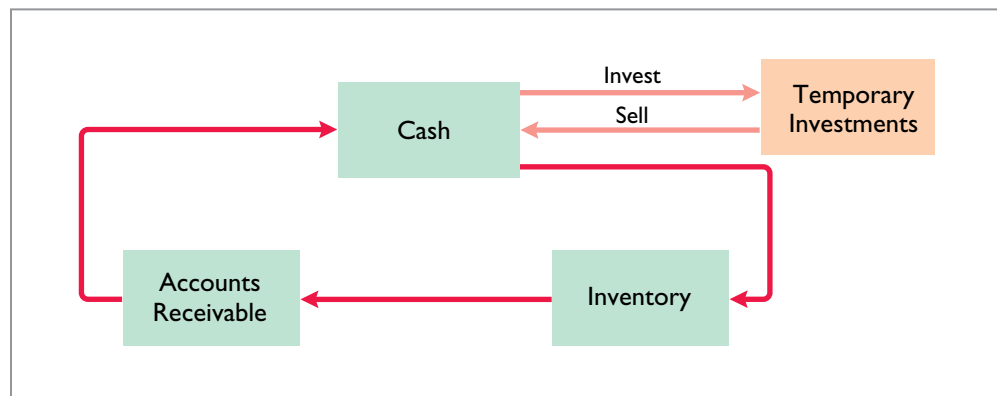 Invest
Temporary
Investments
Cash
Sell
Accounts
Receivable
Inventory